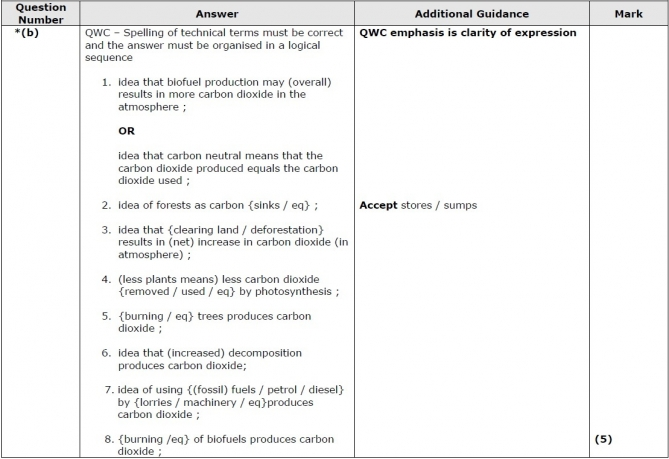 Question Number Answer Additional Guidance Mark
*(b)
QWC – Spelling of technical terms must be correct
and the answer must be organised in a logical
sequence
QWC emphasis is clarity of expression
1. idea that biofuel production may (overall)
results in more carbon dioxide in the
atmosphere ;
OR
idea that carbon neutral means that the
carbon dioxide produced equals the carbon
dioxide used ;
2. idea of forests as carbon {sinks / eq} ;
Accept stores / sumps
3. idea that {clearing land / deforestation}
results in (net) increase in carbon dioxide (in
atmosphere) ;
4. (less plants means) less carbon dioxide
{removed / used / eq} by photosynthesis ;
5. {burning / eq} trees produces carbon
dioxide ;
6. idea that (increased) decomposition
produces carbon dioxide;
7. idea of using {(fossil) fuels / petrol / diesel}
by {lorries / machinery / eq}produces
carbon dioxide ;
8. {burning /eq} of biofuels produces carbon
dioxide ;
(5)